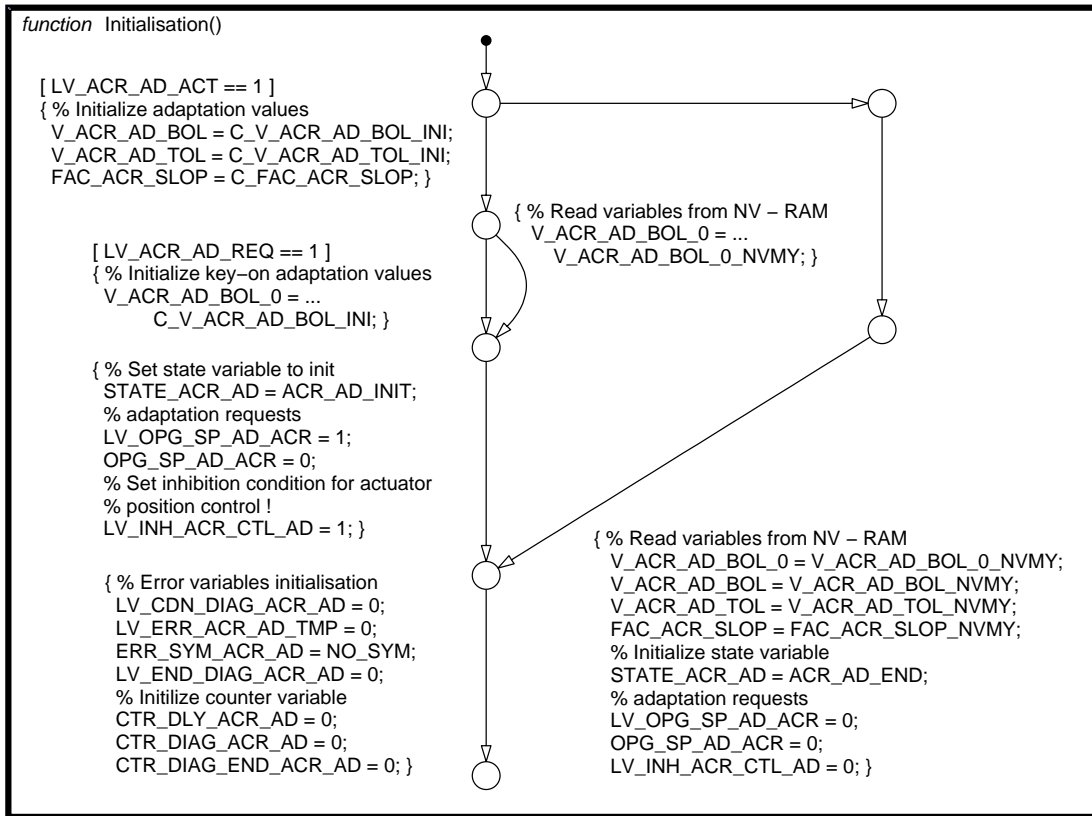 function Initialisation()
[ LV_ACR_AD_ACT == 1 ]
{ % Initialize adaptation values
V_ACR_AD_BOL = C_V_ACR_AD_BOL_INI;
V_ACR_AD_TOL = C_V_ACR_AD_TOL_INI;
FAC_ACR_SLOP = C_FAC_ACR_SLOP; }
{ % Read variables from NV − RAM
V_ACR_AD_BOL_0 = ...
V_ACR_AD_BOL_0_NVMY; }
[ LV_ACR_AD_REQ == 1 ]
{ % Initialize key−on adaptation values
V_ACR_AD_BOL_0 = ...
C_V_ACR_AD_BOL_INI; }
{ % Set state variable to init
STATE_ACR_AD = ACR_AD_INIT;
% adaptation requests
LV_OPG_SP_AD_ACR = 1;
OPG_SP_AD_ACR = 0;
% Set inhibition condition for actuator
% position control !
LV_INH_ACR_CTL_AD = 1; }
{ % Error variables initialisation
LV_CDN_DIAG_ACR_AD = 0;
LV_ERR_ACR_AD_TMP = 0;
ERR_SYM_ACR_AD = NO_SYM;
LV_END_DIAG_ACR_AD = 0;
% Initilize counter variable
CTR_DLY_ACR_AD = 0;
CTR_DIAG_ACR_AD = 0;
CTR_DIAG_END_ACR_AD = 0; }
{ % Read variables from NV − RAM
V_ACR_AD_BOL_0 = V_ACR_AD_BOL_0_NVMY;
V_ACR_AD_BOL = V_ACR_AD_BOL_NVMY;
V_ACR_AD_TOL = V_ACR_AD_TOL_NVMY;
FAC_ACR_SLOP = FAC_ACR_SLOP_NVMY;
% Initialize state variable
STATE_ACR_AD = ACR_AD_END;
% adaptation requests
LV_OPG_SP_AD_ACR = 0;
OPG_SP_AD_ACR = 0;
LV_INH_ACR_CTL_AD = 0; }